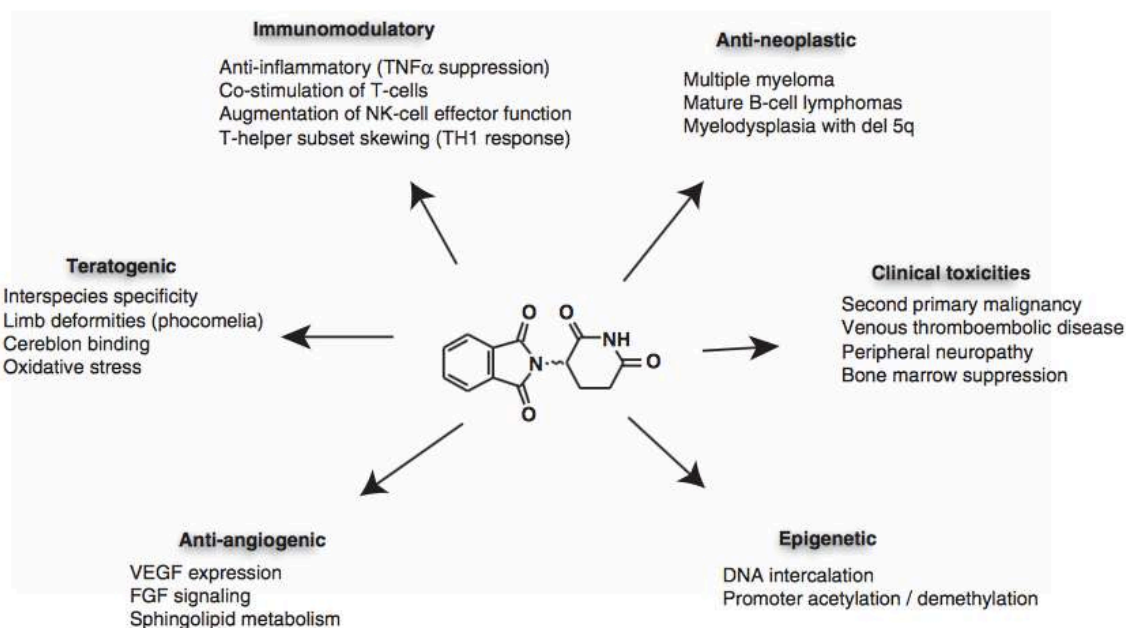 Immunomodulatory
Anti-inflammatory (TNFα suppression)
Co-stimulation of T-cells
Augmentation of NK-cell effector function
T-helper subset skewing (TH1 response)
Anti-neoplastic
Multiple myeloma
Mature B-cell lymphomas
Myelodysplasia with del 5q
Teratogenic
Interspecies specificity
Limb deformities (phocomelia)
Cereblon binding
Oxidative stress
O
O
N
O
NH
O
Clinical toxicities
Second primary malignancy
Venous thromboembolic disease
Peripheral neuropathy
Bone marrow suppression
Anti-angiogenic
VEGF expression
FGF signaling
Sphingolipid metabolism
Epigenetic
DNA intercalation
Promoter acetylation / demethylation